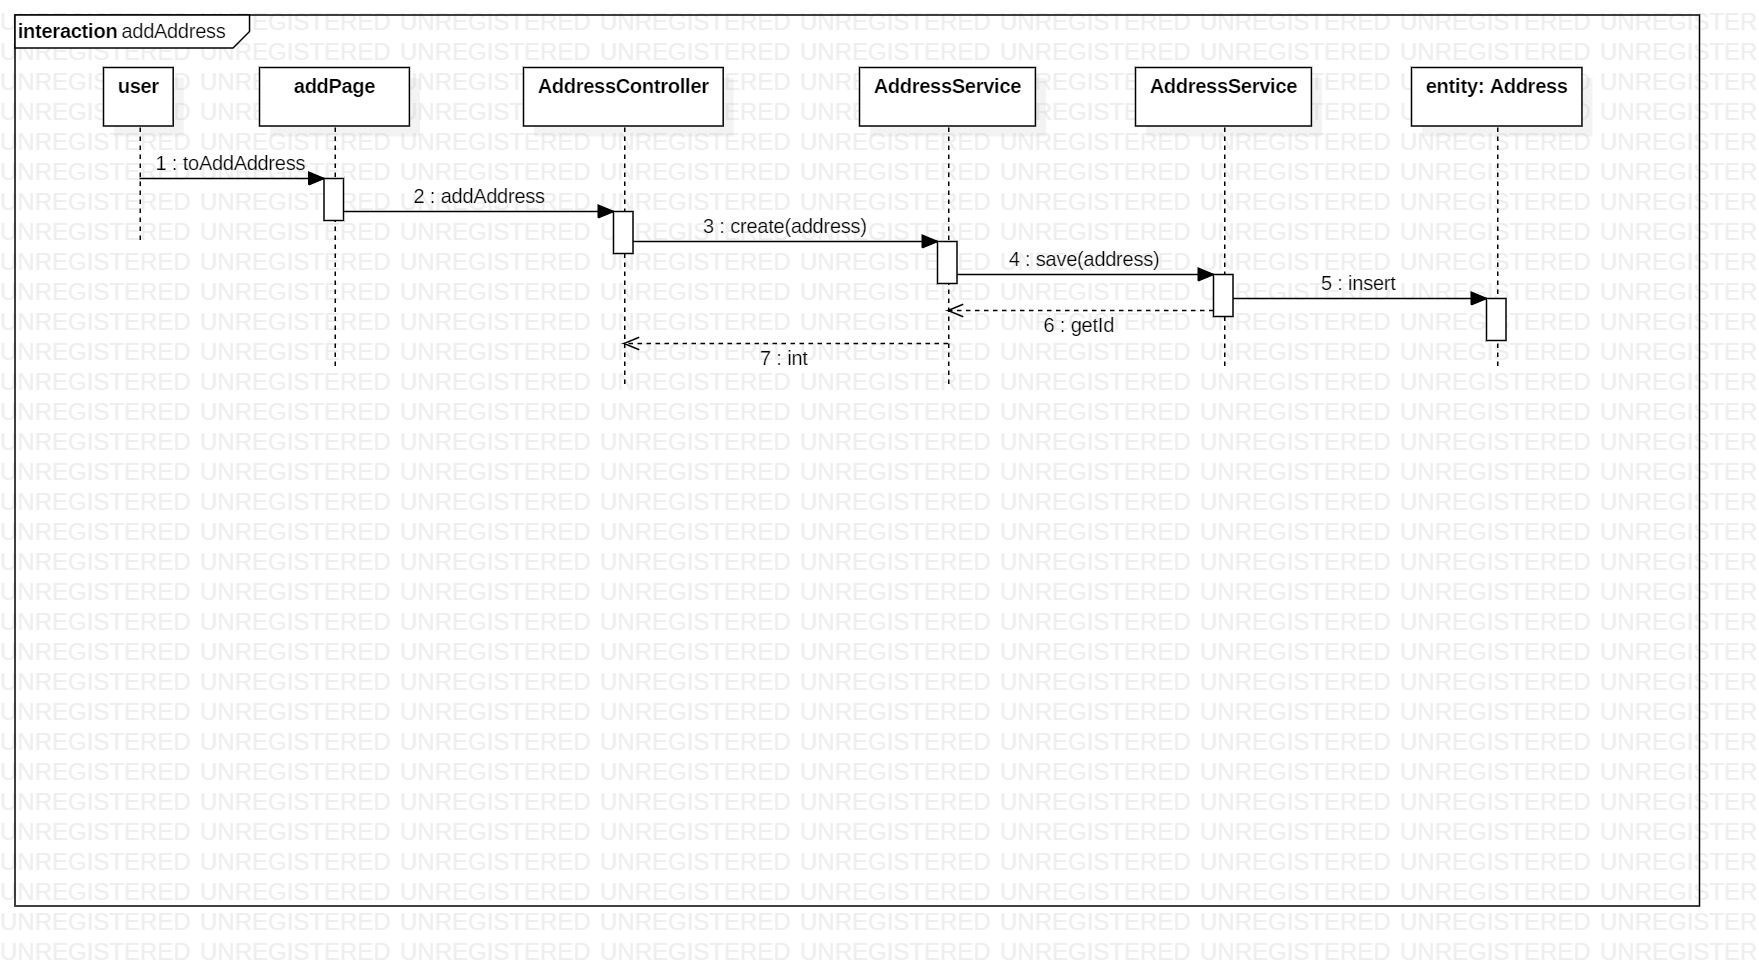 interaction addAddress
user
addPage
AddressController
AddressService
AddressService
entity: Address
1 : toAddAddress
2 : addAddress
3 : create(address)
4 : save(address)
5 : insert
6 : getId
7 : int
UNREGISTERED